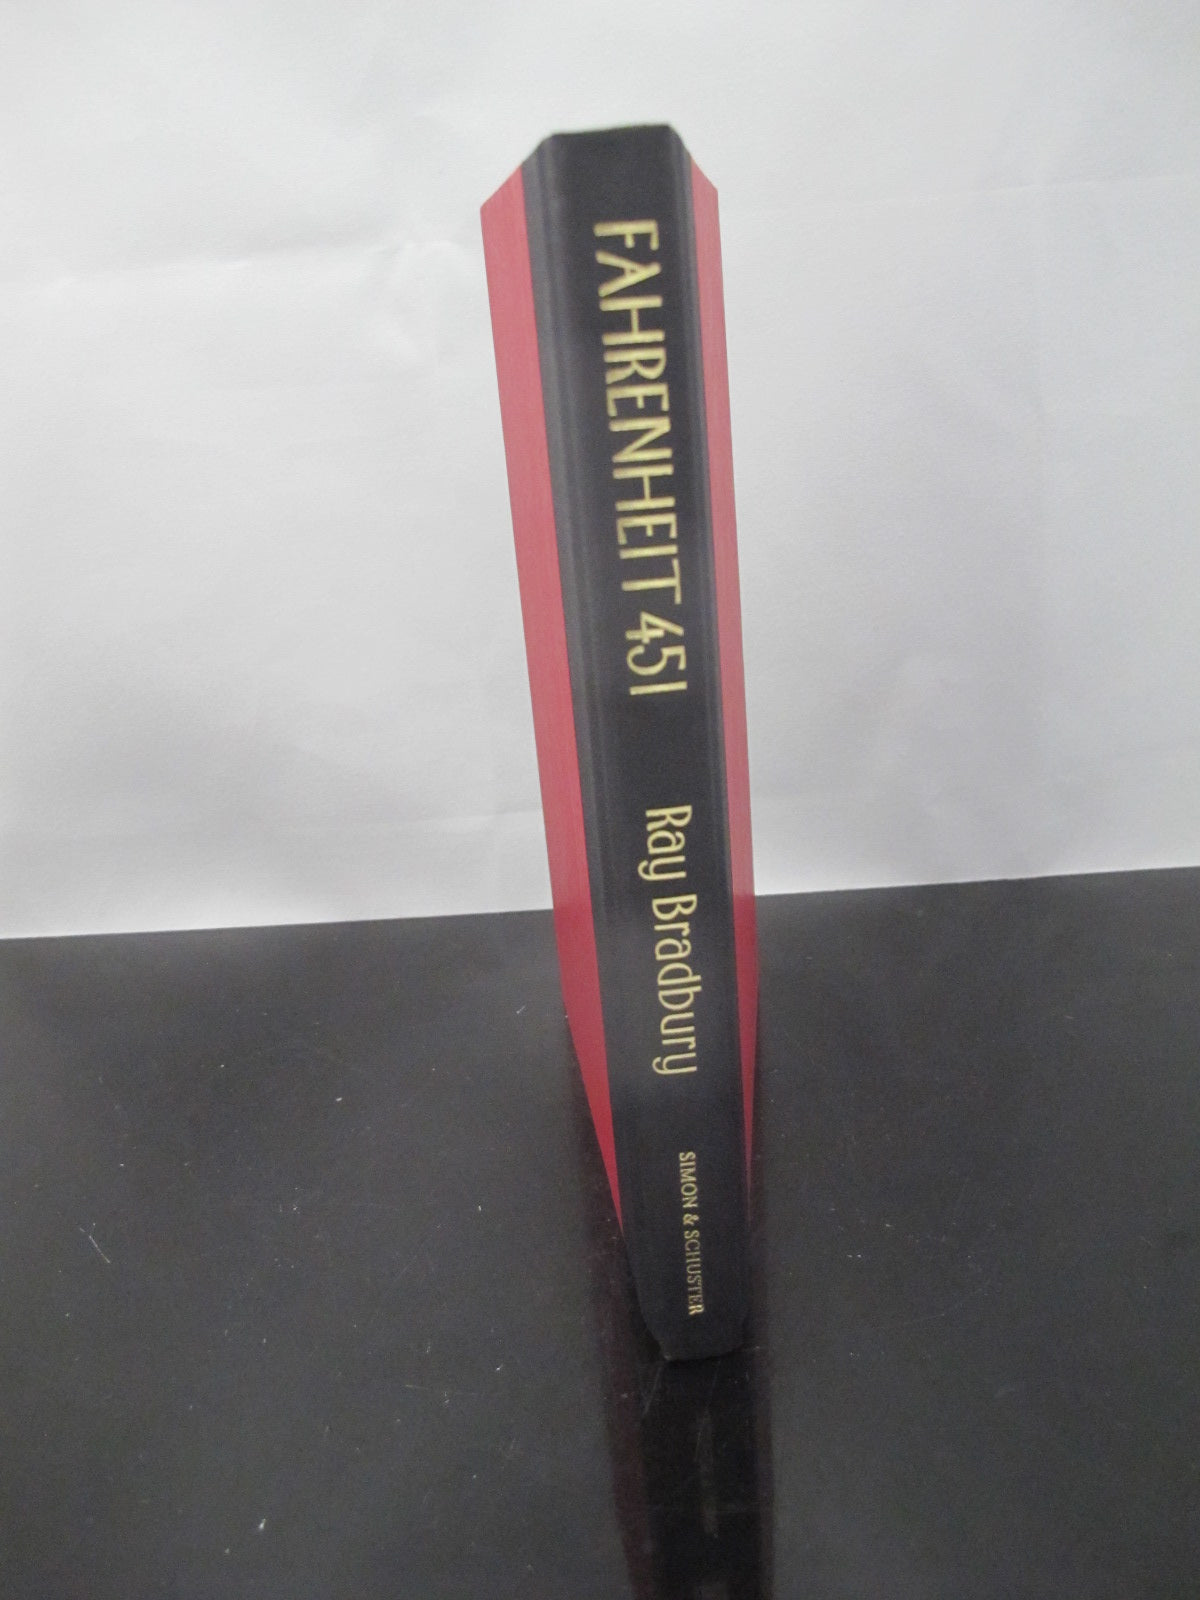 FAHRENHEIT 451
Ray Bradbury
SIMON & SCHUSTER